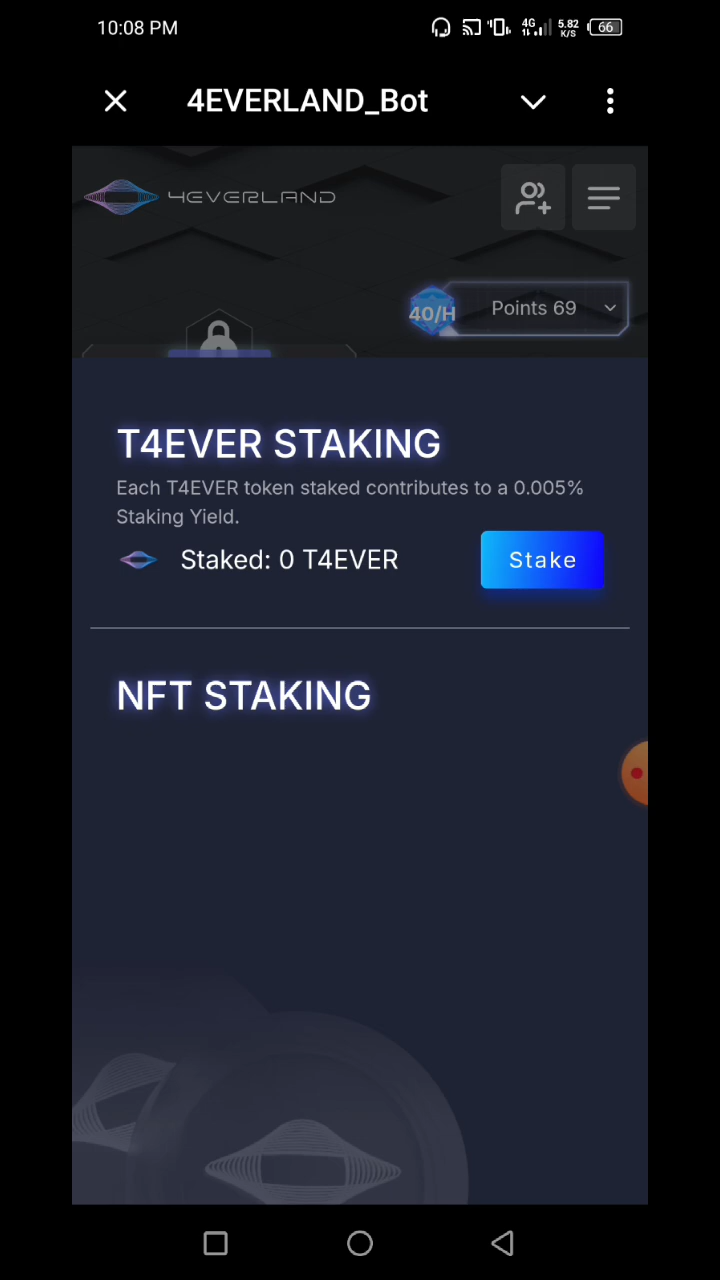 10:08 PM
4G
5.82
K/S
66
4EVERLAND_Bot
4EVERLAND
40/H
Points 69
T4EVER STAKING
Each T4EVER token staked contributes to a 0.005%
Staking Yield.
Staked: 0 T4EVER
Stake
NFT STAKING